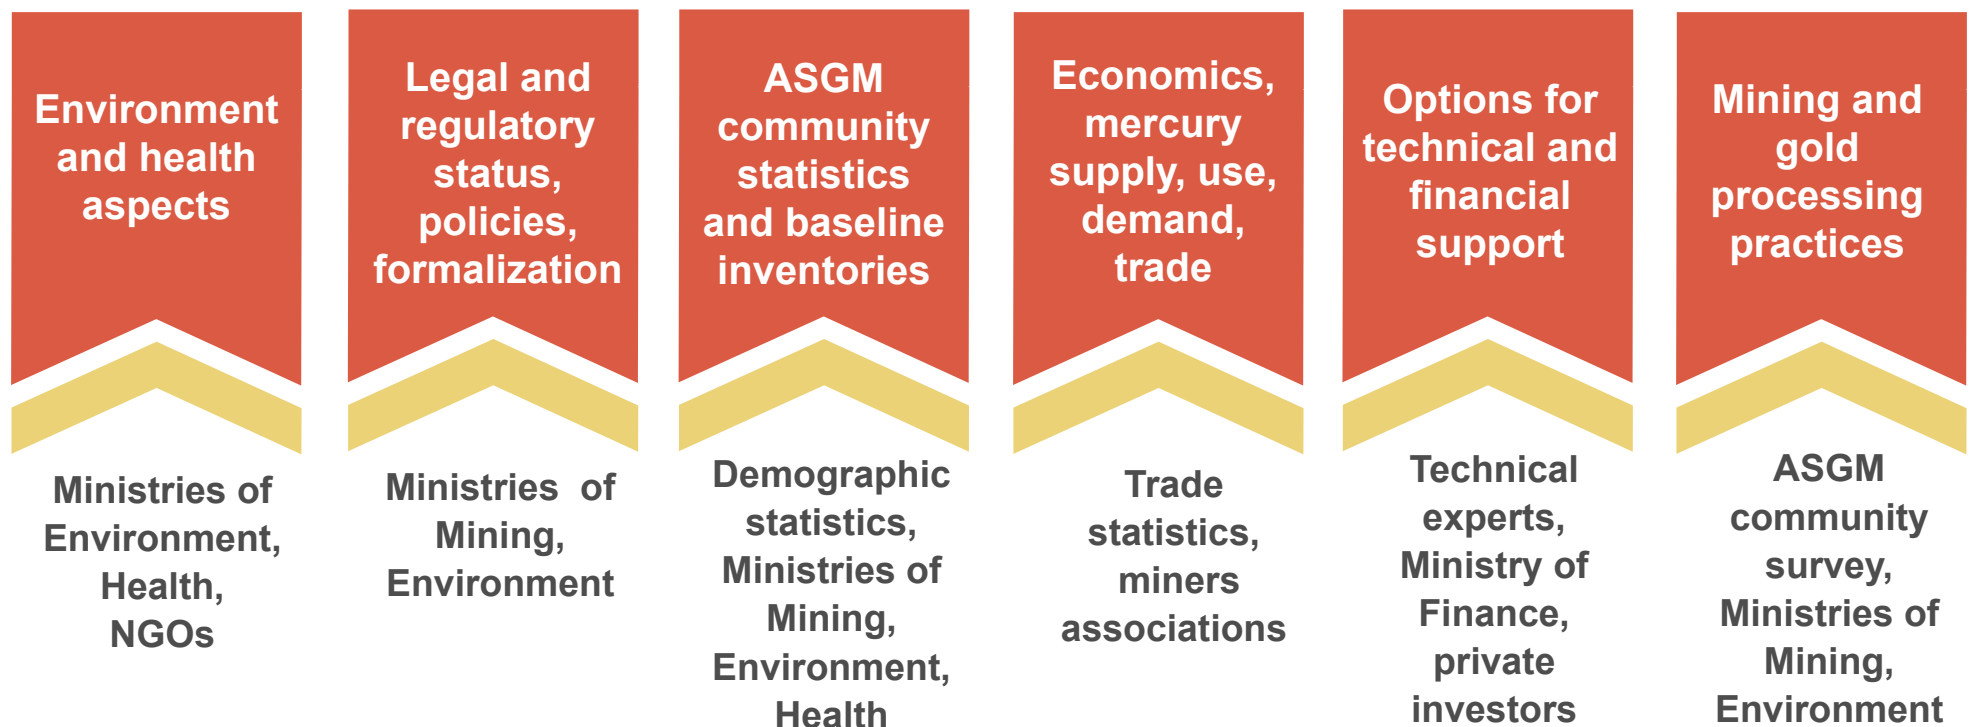 Environment
and health
aspects
Ministries of
Environment,
Health,
NGOs
Legal and
regulatory
status,
policies,
formalization
Ministries of
Mining,
Environment
ASGM
community
statistics
and baseline
inventories
Demographic
statistics,
Ministries of
Mining,
Environment,
Health
Economics,
mercury
supply, use,
demand,
trade
Trade
statistics,
miners
associations
Options for
technical and
financial
support
Technical
experts,
Ministry of
Finance,
private
investors
Mining and
gold
processing
practices
ASGM
community
survey,
Ministries of
Mining,
Environment